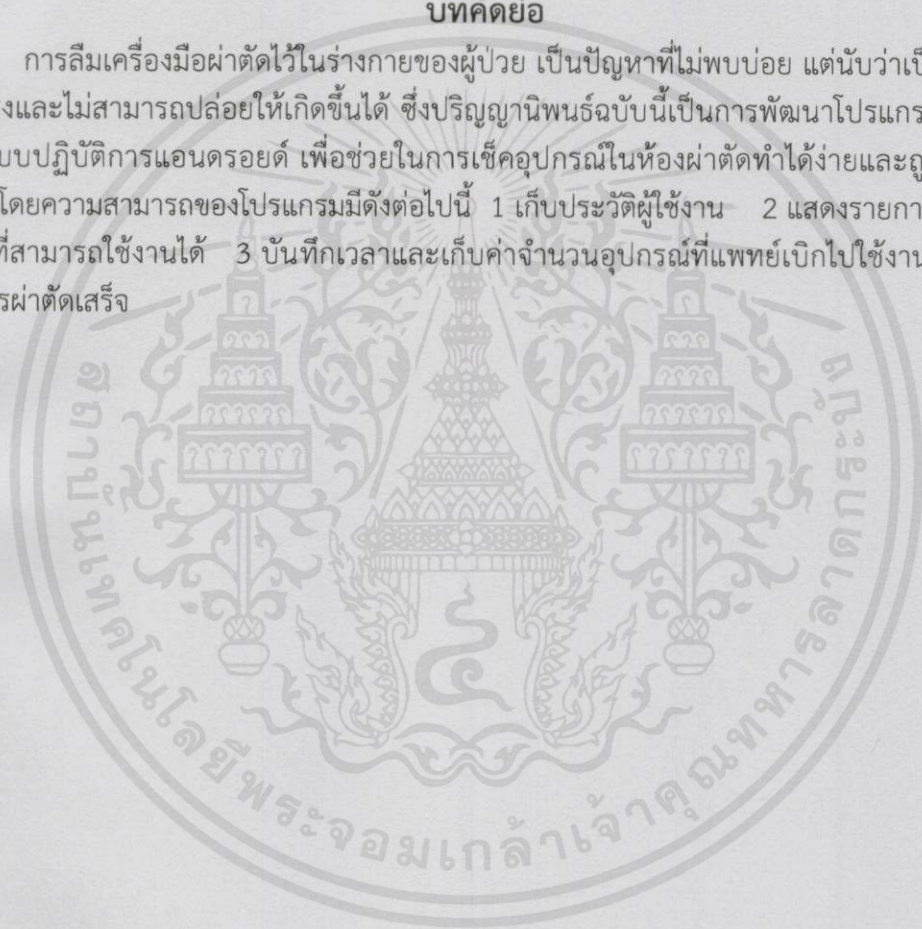 บทคัดย่อ
การลืมเครื่องมือผ่าตัดไว้ในร่างกายของผู้ป่วย เป็นปัญหาที่ไม่พบบ่อย แต่นับว่าเป็
งและไม่สามารถปล่อยให้เกิดขึ้นได้ ซึ่งปริญญานิพนธ์ฉบับนี้เป็นการพัฒนาโปรแกร
บบปฏิบัติการแอนดรอยด์ เพื่อช่วยในการเช็คอุปกรณ์ในห้องผ่าตัดทำได้ง่ายและถู
โดยความสามารถของโปรแกรมมีดังต่อไปนี้ 1 เก็บประวัติผู้ใช้งาน 2 แสดงรายกา
ที่สามารถใช้งานได้ 3 บันทึกเวลาและเก็บค่าจำนวนอุปกรณ์ที่แพทย์เบิกไปใช้งาน
รผ่าตัดเสร็จ
สถาบันเทคโนโลยีพระจอมเกล้าเจ้าคุณทหารลาดกระบัง
๔